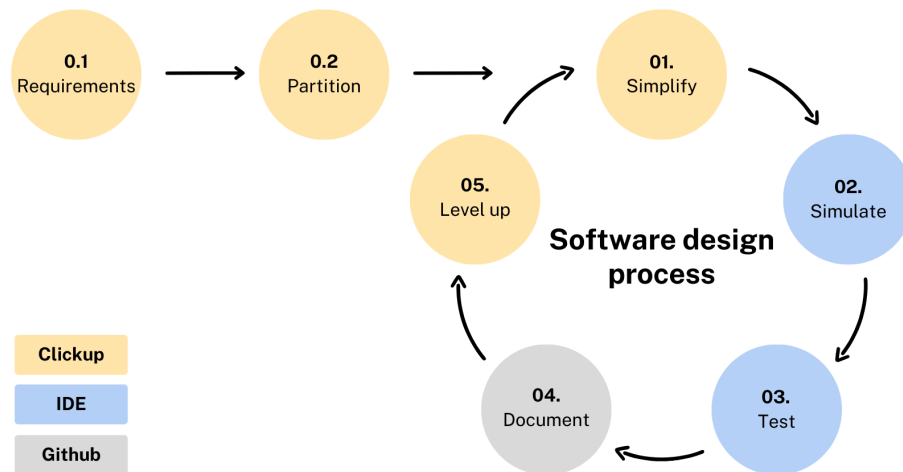 0.1
Requirements
0.2
Partition
01.
Simplify
02.
Simulate
03.
Test
04.
Document
05.
Level up
Software design
process
Clickup
IDE
Github